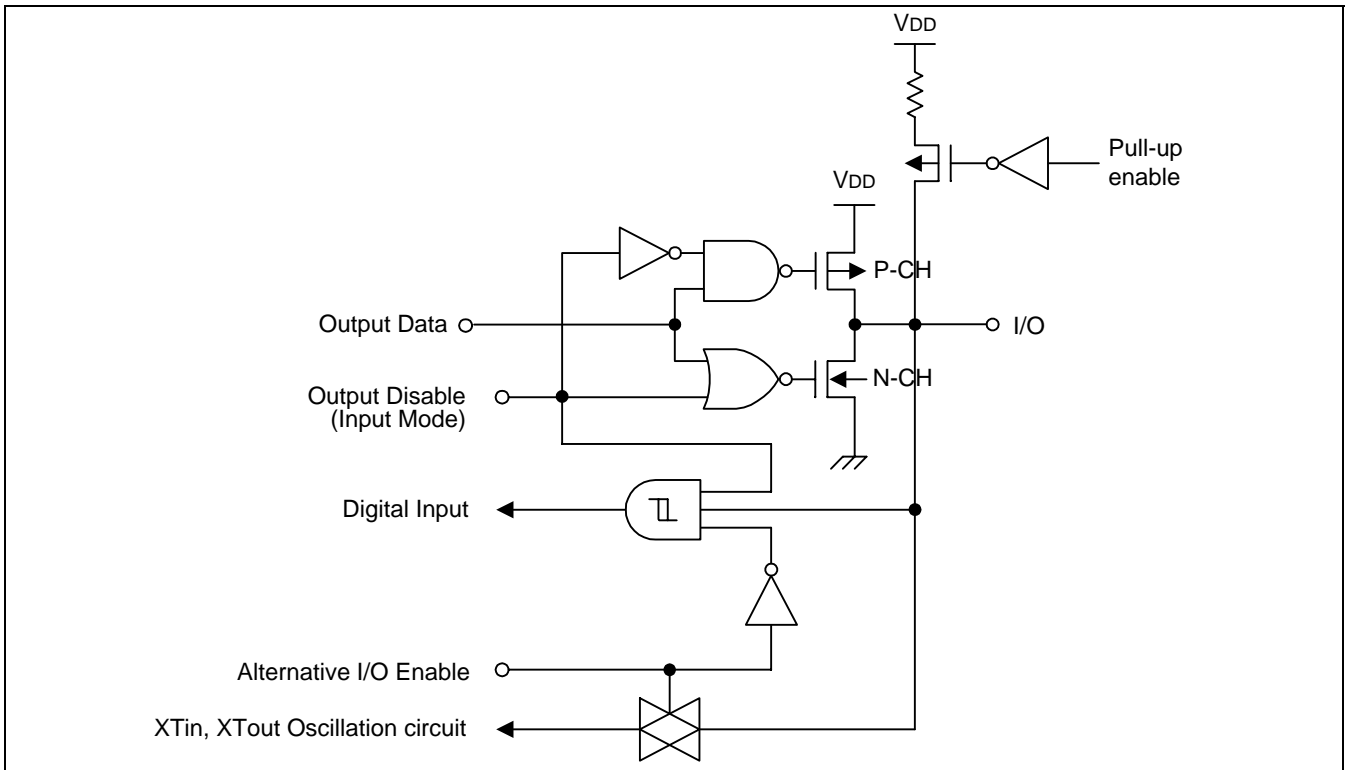 VDD
Pull-up
enable
VDD
P-CH
Output Data
I/O
N-CH
Output Disable
(Input Mode)
Digital Input
Alternative I/O Enable
XTin, XTout Oscillation circuit